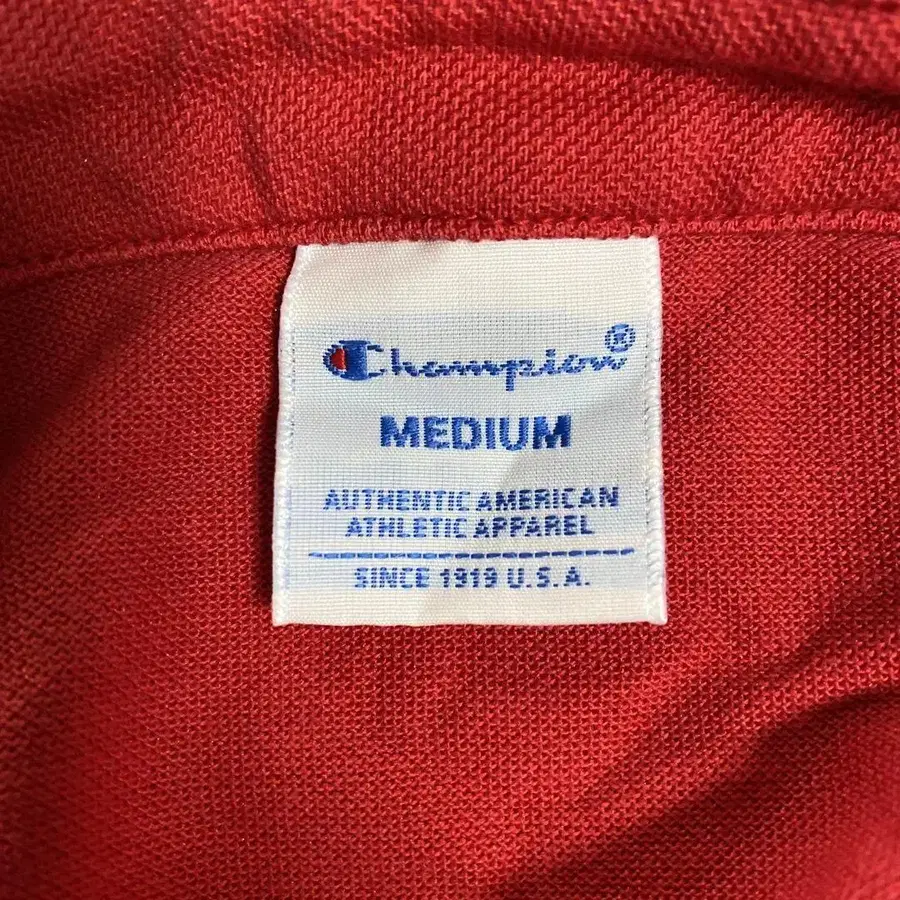 Champion®
MEDIUM
AUTHENTIC AMERICAN
ATHLETIC APPAREL
SINCE 1919 U.S.A.